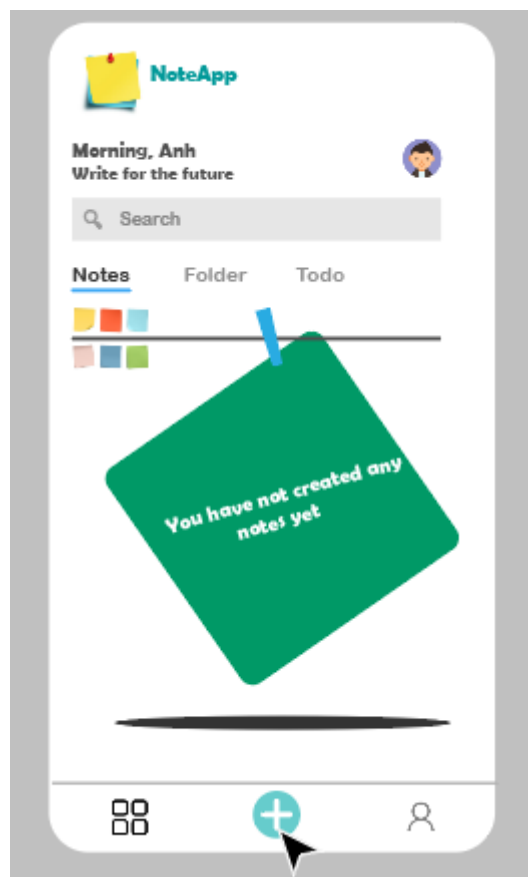 NoteApp
Morning, Anh
Write for the future
Search
Notes Folder Todo
You have not created any
notes yet